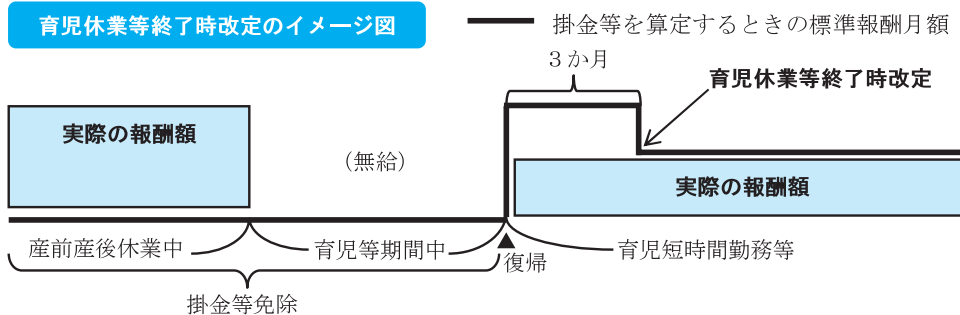 育児休業等終了時改定のイメージ図
掛金等を算定するときの標準報酬月額
３か月
育児休業等終了時改定
実際の報酬額
（無給）
実際の報酬額
産前産後休業中
育児等期間中
復帰
育児短時間勤務等
掛金等免除